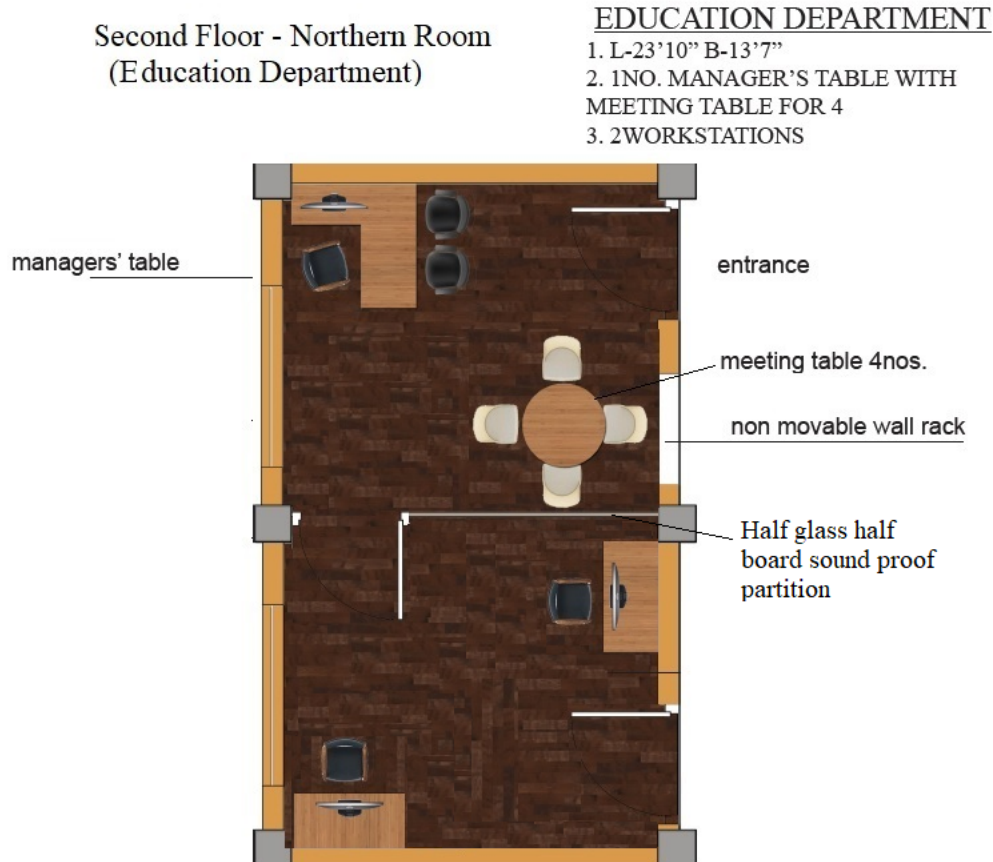 Second Floor - Northern Room
(Education Department)
EDUCATION DEPARTMENT
1. L-23’10” B-13’7”
2. 1NO. MANAGER’S TABLE WITH
MEETING TABLE FOR 4
3. 2WORKSTATIONS
managers’ table
entrance
meeting table 4nos.
non movable wall rack
Half glass half
board sound proof
partition